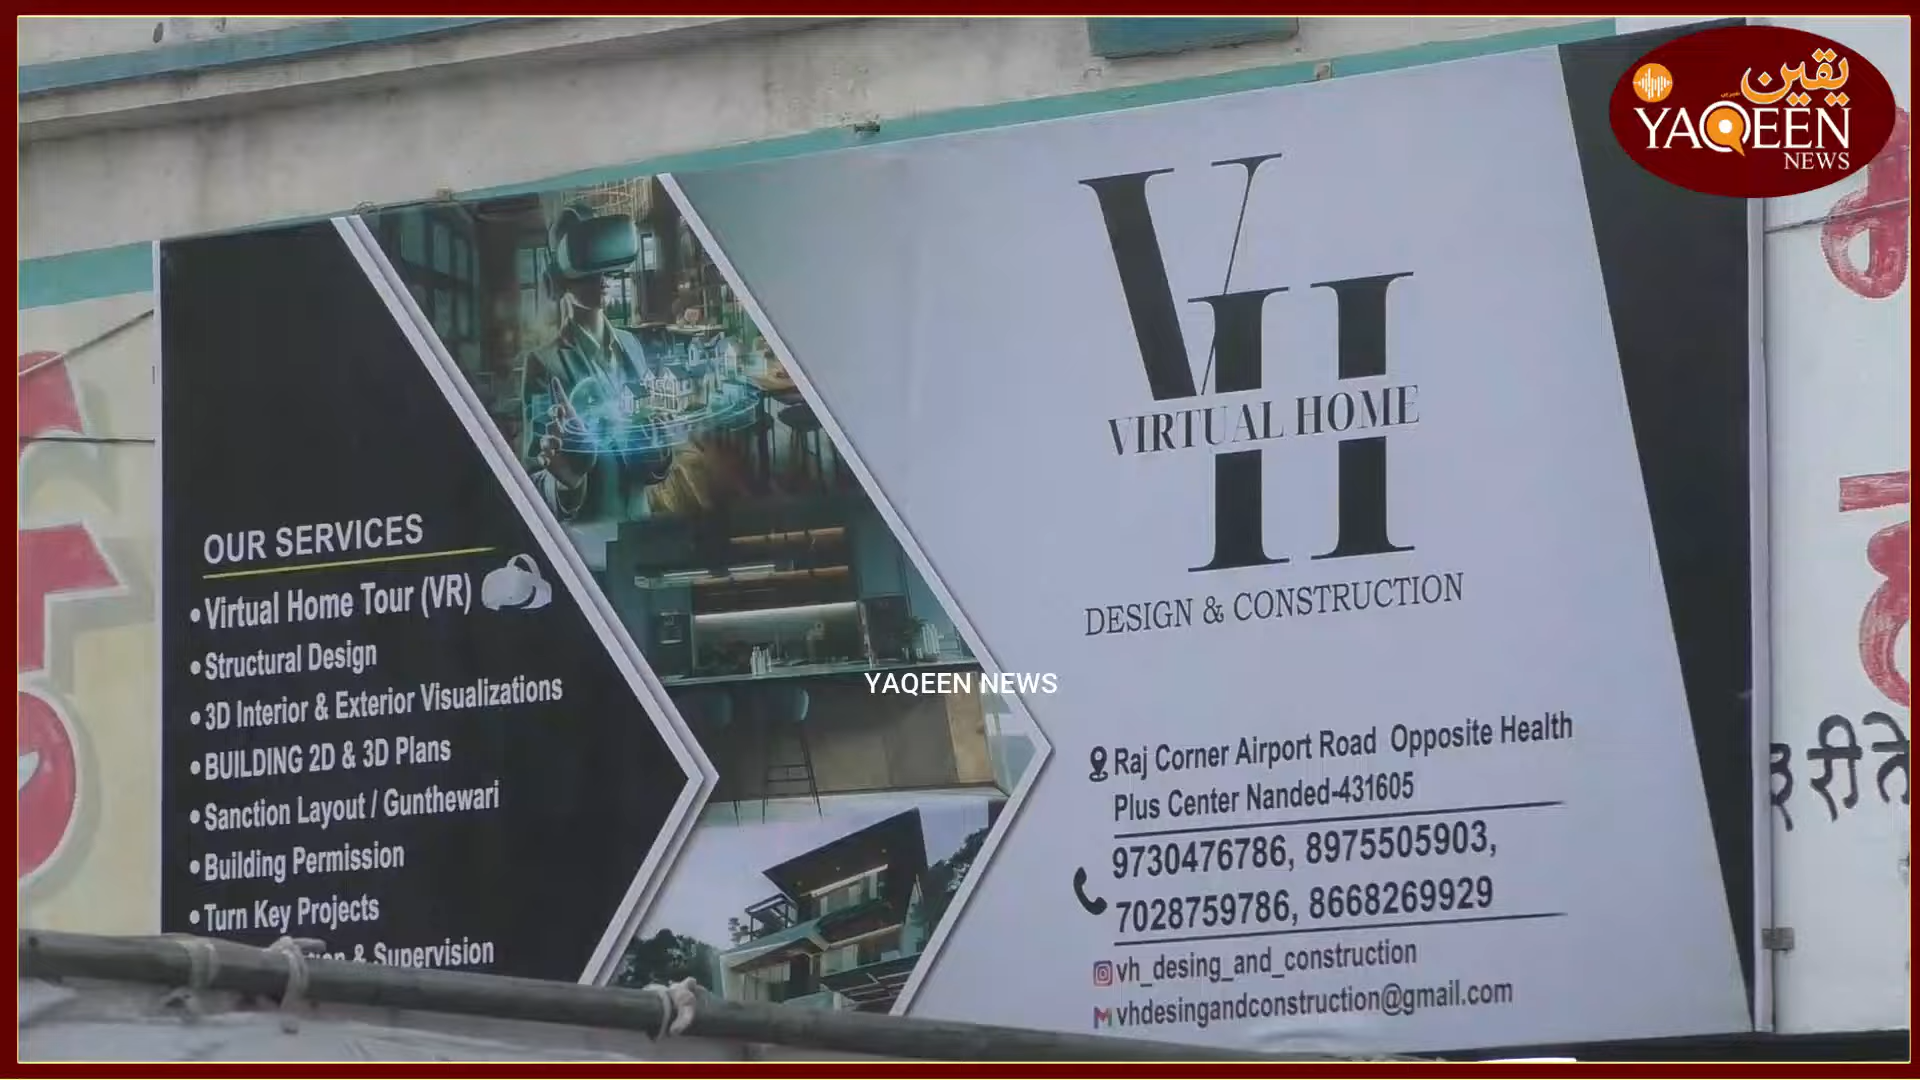 يقين
YAQEEN
NEWS
VIRTUAL HOME
DESIGN & CONSTRUCTION
OUR SERVICES
• Virtual Home Tour (VR)
• Structural Design
• 3D Interior & Exterior Visualizations
• BUILDING 2D & 3D Plans
• Sanction Layout / Gunthewari
• Building Permission
• Turn Key Projects
& Supervision
YAQEEN NEWS
Raj Corner Airport Road Opposite Health
Plus Center Nanded-431605
9730476786, 8975505903,
7028759786, 8668269929
vh_desing_and_construction
vhdesingandconstruction@gmail.com